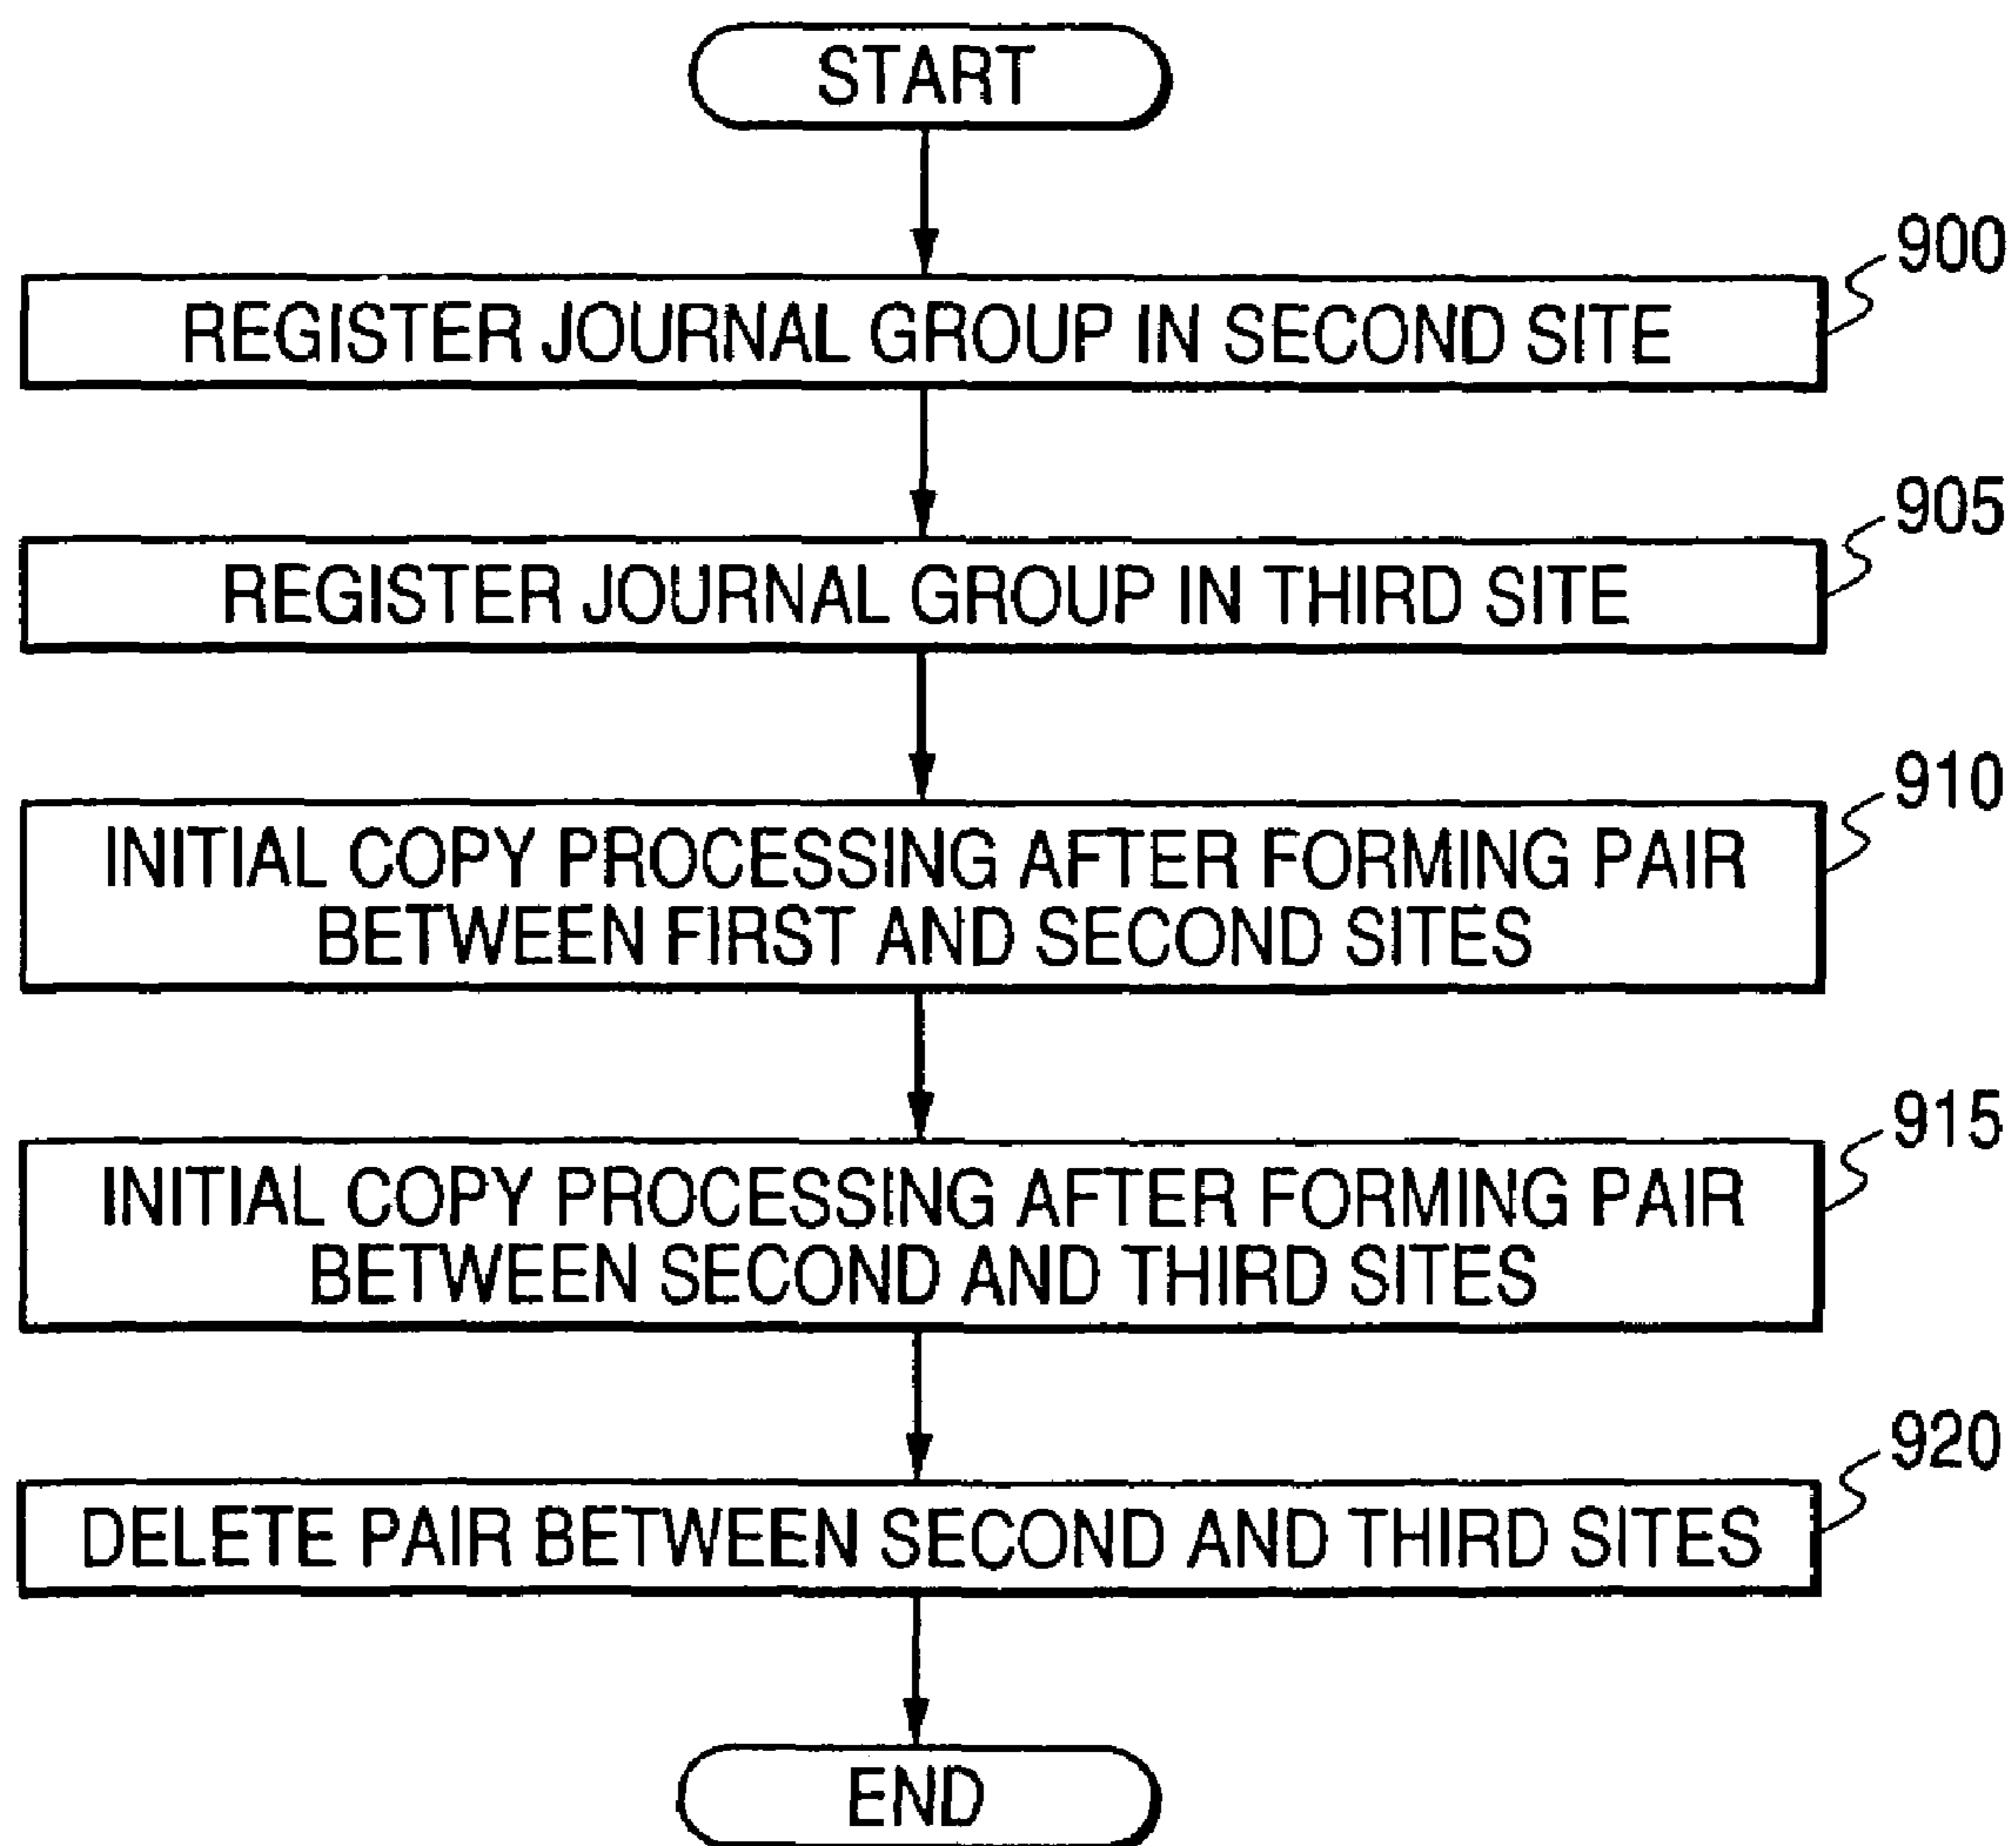 START
900
REGISTER JOURNAL GROUP IN SECOND SITE
905
REGISTER JOURNAL GROUP IN THIRD SITE
910
INITIAL COPY PROCESSING AFTER FORMING PAIR
BETWEEN FIRST AND SECOND SITES
915
INITIAL COPY PROCESSING AFTER FORMING PAIR
BETWEEN SECOND AND THIRD SITES
920
DELETE PAIR BETWEEN SECOND AND THIRD SITES
END